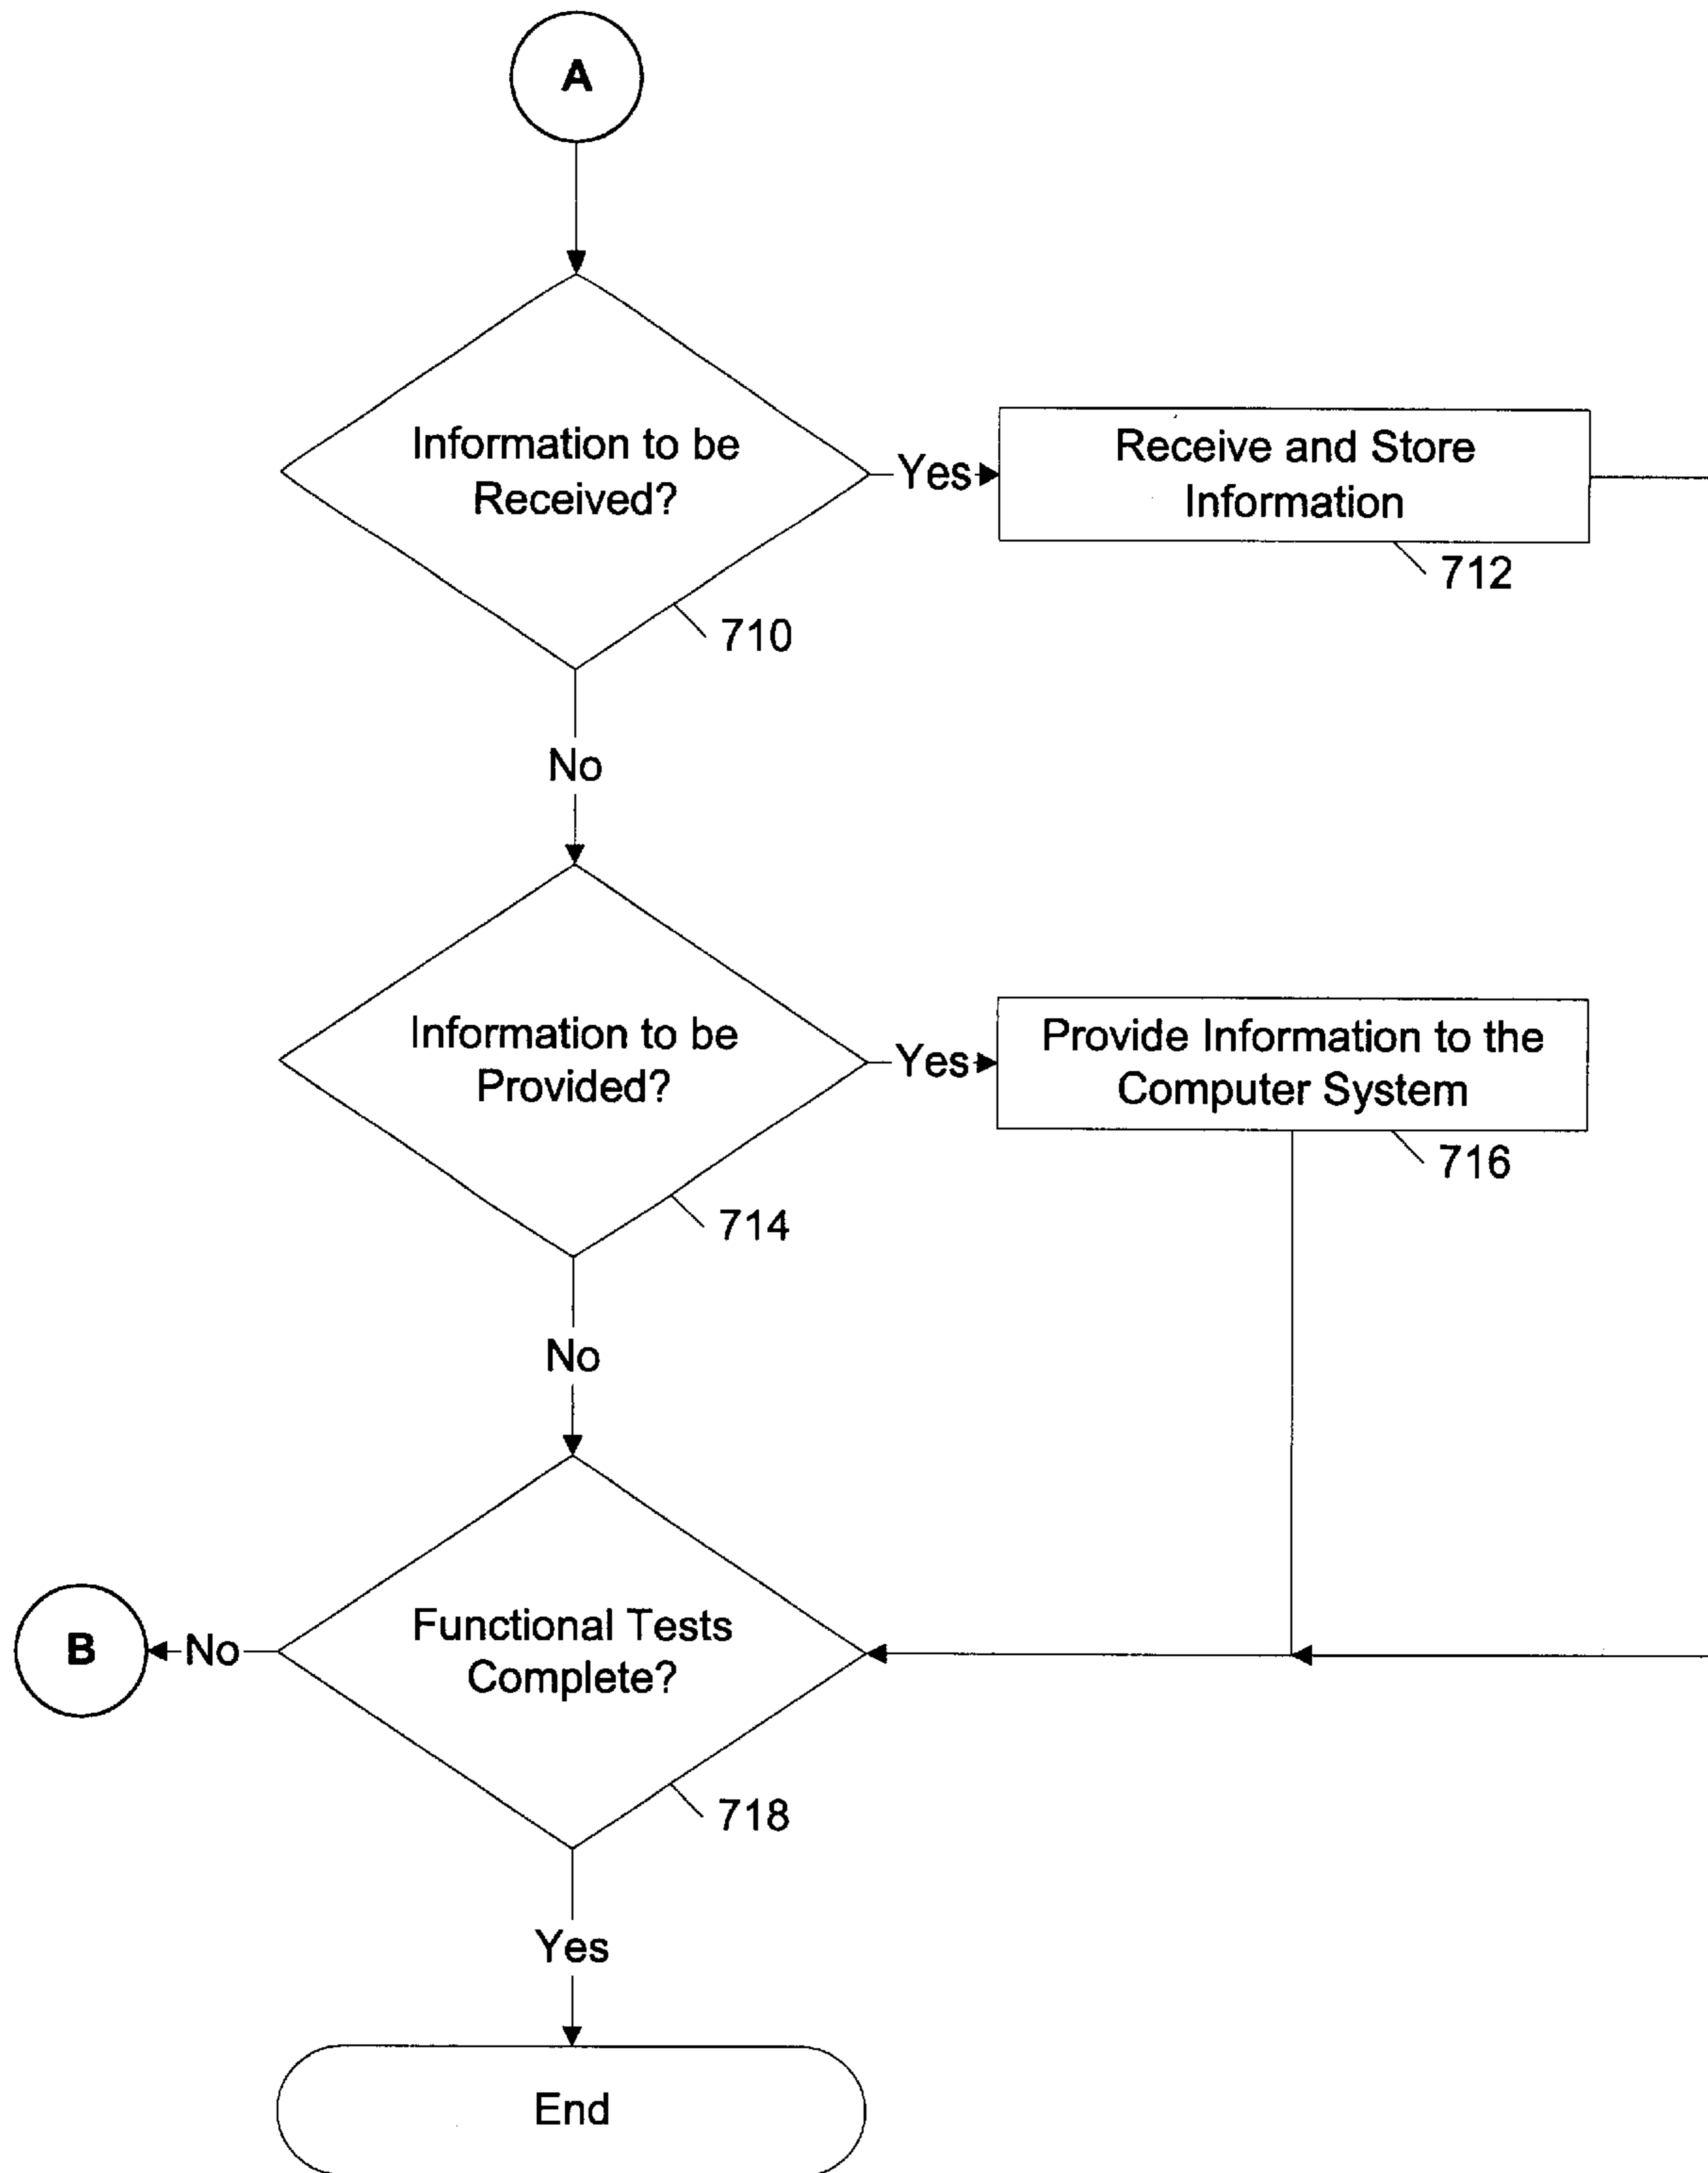 A
Information to be
Received?
Yes
Receive and Store
Information
712
710
No
Information to be
Provided?
Yes
Provide Information to the
Computer System
716
714
No
Functional Tests
Complete?
No
B
718
Yes
End